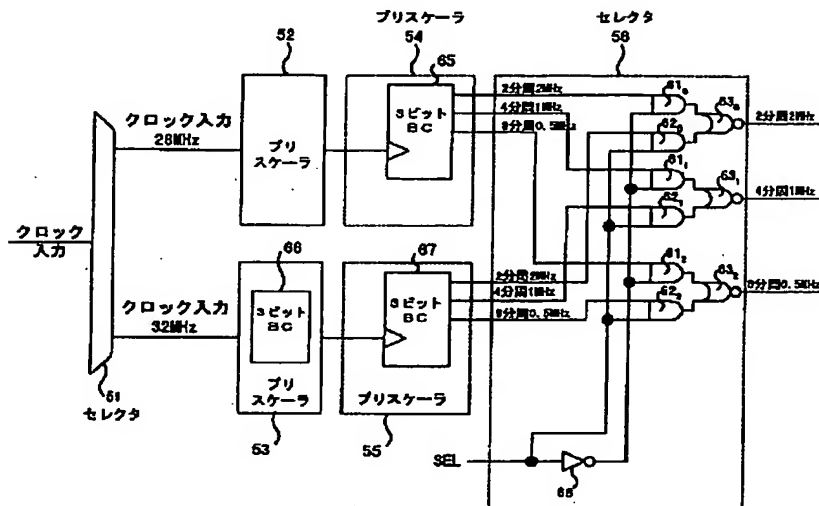 プリスケーラ
セレクタ
52
54
56
65
クロック入力
28MHz
プリ
スケーラ
3ビット
BC
2分周2MHz
4分周1MHz
8分周0.5MHz
61₀
62₀
63₀
2分周2MHz
61₁
62₁
63₁
4分周1MHz
クロック
入力
66
67
クロック入力
32MHz
3ビット
BC
プリ
スケーラ
3ビット
BC
プリスケーラ
2分周2MHz
4分周1MHz
8分周0.5MHz
61₂
62₂
63₂
8分周0.5MHz
51
セレクタ
53
55
SEL